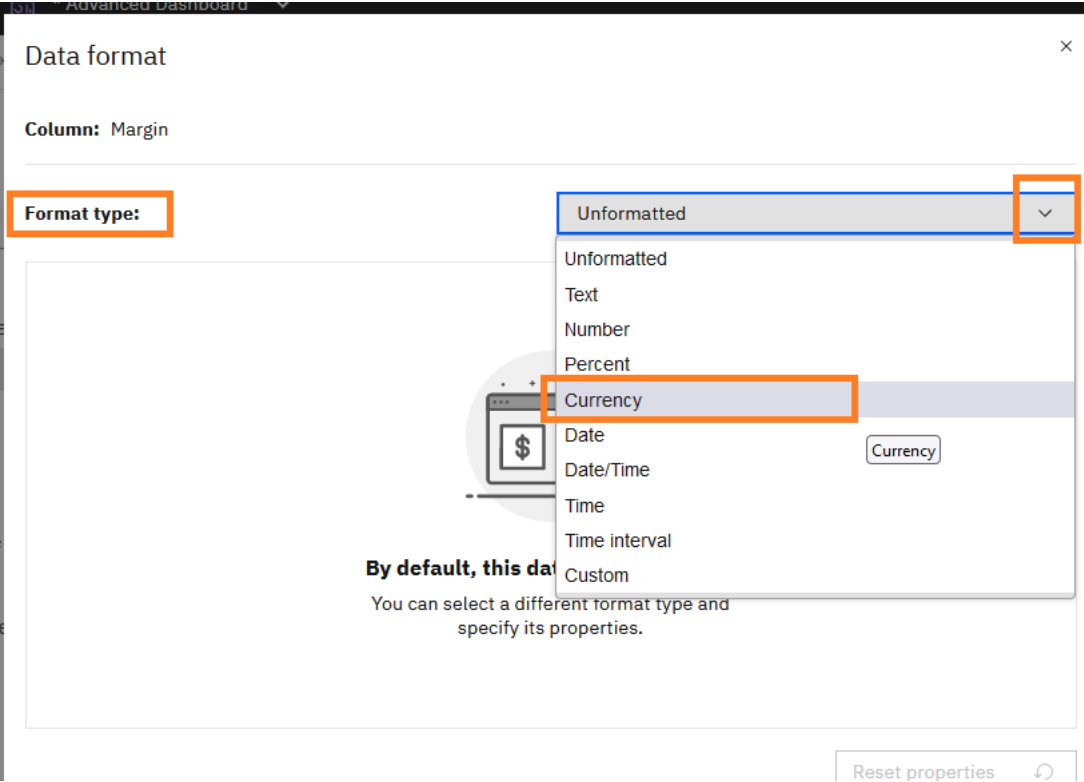 * Advanced Dashboard
Data format
Column: Margin
Format type:
Unformatted
Unformatted
Text
Number
Percent
Currency
Date
Currency
Date/Time
Time
Time interval
Custom
$
By default, this dat
You can select a different format type and
specify its properties.
Reset properties